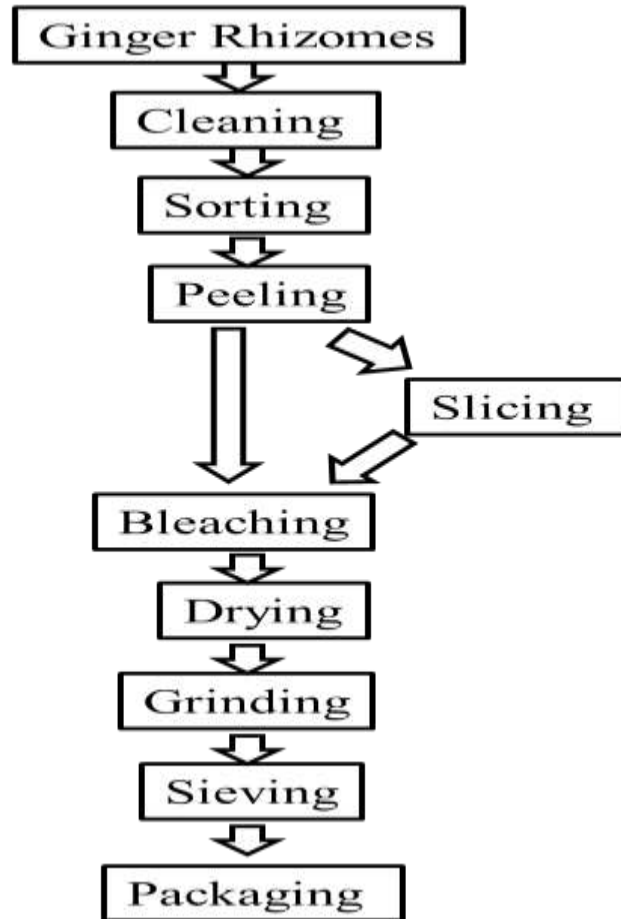 Ginger Rhizomes
Cleaning
Sorting
Peeling
Slicing
Bleaching
Drying
Grinding
Sieving
Packaging